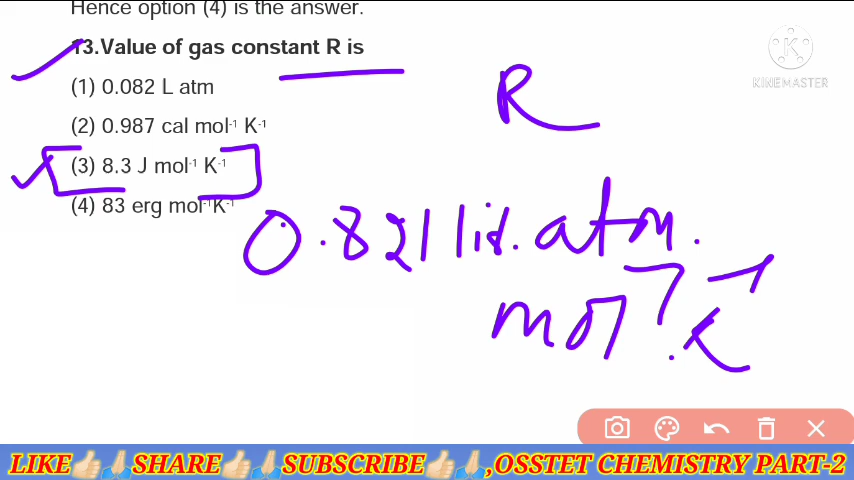 Hence option (4) is the answer.
13.Value of gas constant R is
(1) 0.082 L atm
(2) 0.987 cal mol⁻¹ K⁻¹
(3) 8.3 J mol⁻¹ K⁻¹
(4) 83 erg mol⁻¹K⁻¹
R
0.821 lit. atm.
mol⁻¹. K⁻¹
K
KINEMASTER
LIKE👍🏻🙏🏻SHARE👍🏻🙏🏻SUBSCRIBE👍🏻🙏🏻,OSSTET CHEMISTRY PART-2